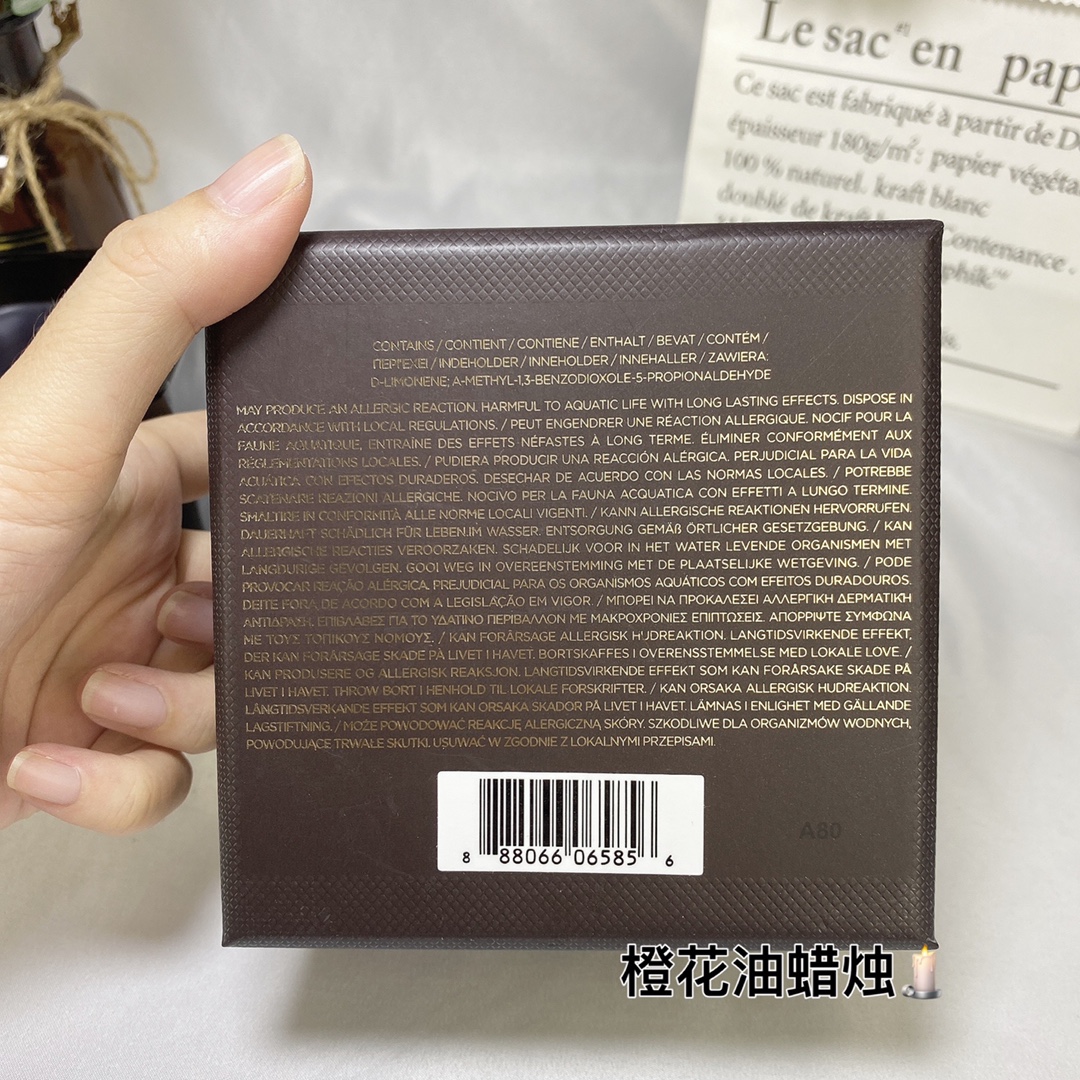 Le sac en pap
Ce sac est fabriqué à partir de D
épaisseur 180g/m²: papier végéta
100 % naturel. kraft blanc
doublé de kraft
Contenance
CONTAINS / CONTIENT / CONTIENE / ENTHALT / BEVAT / CONTÉM /
ΠΕΡΙΈΧΕΙ / INDEHOLDER / INNEHOLDER / INNEHALLER / ZAWIERA:
D-LIMONENE; Α-METHYL-1,3-BENZODIOXOLE-5-PROPIONALDEHYDE
MAY PRODUCE AN ALLERGIC REACTION. HARMFUL TO AQUATIC LIFE WITH LONG LASTING EFFECTS. DISPOSE IN
ACCORDANCE WITH LOCAL REGULATIONS. / PEUT ENGENDRER UNE RÉACTION ALLERGIQUE. NOCIF POUR LA
FAUNE AQUATIQUE, ENTRAÎNE DES EFFETS NÉFASTES À LONG TERME. ÉLIMINER CONFORMÉMENT AUX
RÉGLEMENTATIONS LOCALES. / PUDIERA PRODUCIR UNA REACCIÓN ALÉRGICA. PERJUDICIAL PARA LA VIDA
ACUÁTICA CON EFECTOS DURADEROS. DESECHAR DE ACUERDO CON LAS NORMAS LOCALES. / POTREBBE
SCATENARE REAZIONI ALLERGICHE. NOCIVO PER LA FAUNA ACQUATICA CON EFFETTI A LUNGO TERMINE.
SMALTIRE IN CONFORMITÀ ALLE NORME LOCALI VIGENTI. / KANN ALLERGISCHE REAKTIONEN HERVORRUFEN.
DAUERHAFT SCHÄDLICH FÜR LEBEN.IM WASSER. ENTSORGUNG GEMÄß ÖRTLICHER GESETZGEBUNG. / KAN
ALLERGISCHE REACTIES VEROORZAKEN. SCHADELIJK VOOR IN HET WATER LEVENDE ORGANISMEN MET
LANGDURIGE GEVOLGEN. GOOI WEG IN OVEREENSTEMMING MET DE PLAATSELIJKE WETGEVING. / PODE
PROVOCAR REAÇÃO ALÉRGICA. PREJUDICIAL PARA OS ORGANISMOS AQUÁTICOS COM EFEITOS DURADOUROS.
DEITE FORA DE ACORDO COM A LEGISLAÇÃO EM VIGOR. / ΜΠΟΡΕΙ ΝΑ ΠΡΟΚΑΛΕΣΕΙ ΑΛΛΕΡΓΙΚΗ ΔΕΡΜΑΤΙΚΗ
ΑΝΤΙΔΡΑΣΗ. ΕΠΙΒΛΑΒΕΣ ΓΙΑ ΤΟ ΥΔΑΤΙΝΟ ΠΕΡΙΒΑΛΛΟΝ ΜΕ ΜΑΚΡΟΧΡΟΝΙΕΣ ΕΠΙΠΤΩΣΕΙΣ. ΑΠΟΡΡΙΨΤΕ ΣΥΜΦΩΝΑ
ΜΕ ΤΟΥΣ ΤΟΠΙΚΟΥΣ ΝΟΜΟΥΣ. / KAN FORÅRSAGE ALLERGISK HUDREAKTION. LANGTIDSVIRKENDE EFFEKT,
DER KAN FORÅRSAGE SKADE PÅ LIVET I HAVET. BORTSKAFFES I OVERENSSTEMMELSE MED LOKALE LOVE. /
KAN PRODUSERE OG ALLERGISK REAKSJON. LANGTIDSVIRKENDE EFFEKT SOM KAN FORÅRSAKE SKADE PÅ
LIVET I HAVET. THROW BORT I HENHOLD TIL LOKALE FORSKRIFTER. / KAN ORSAKA ALLERGISK HUDREAKTION.
LÅNGTIDSVERKANDE EFFEKT SOM KAN ORSAKA SKADOR PÅ LIVET I HAVET. LÄMNAS I ENLIGHET MED GÄLLANDE
LAGSTIFTNING. / MOŻE POWODOWAĆ REAKCJĘ ALERGICZNĄ SKÓRY. SZKODLIWE DLA ORGANIZMÓW WODNYCH,
POWODUJĄCE TRWAŁE SKUTKI. USUWAĆ W ZGODNIE Z LOKALNYMI PRZEPISAMI.
8 88066 06585 6
A80
橙花油蜡烛